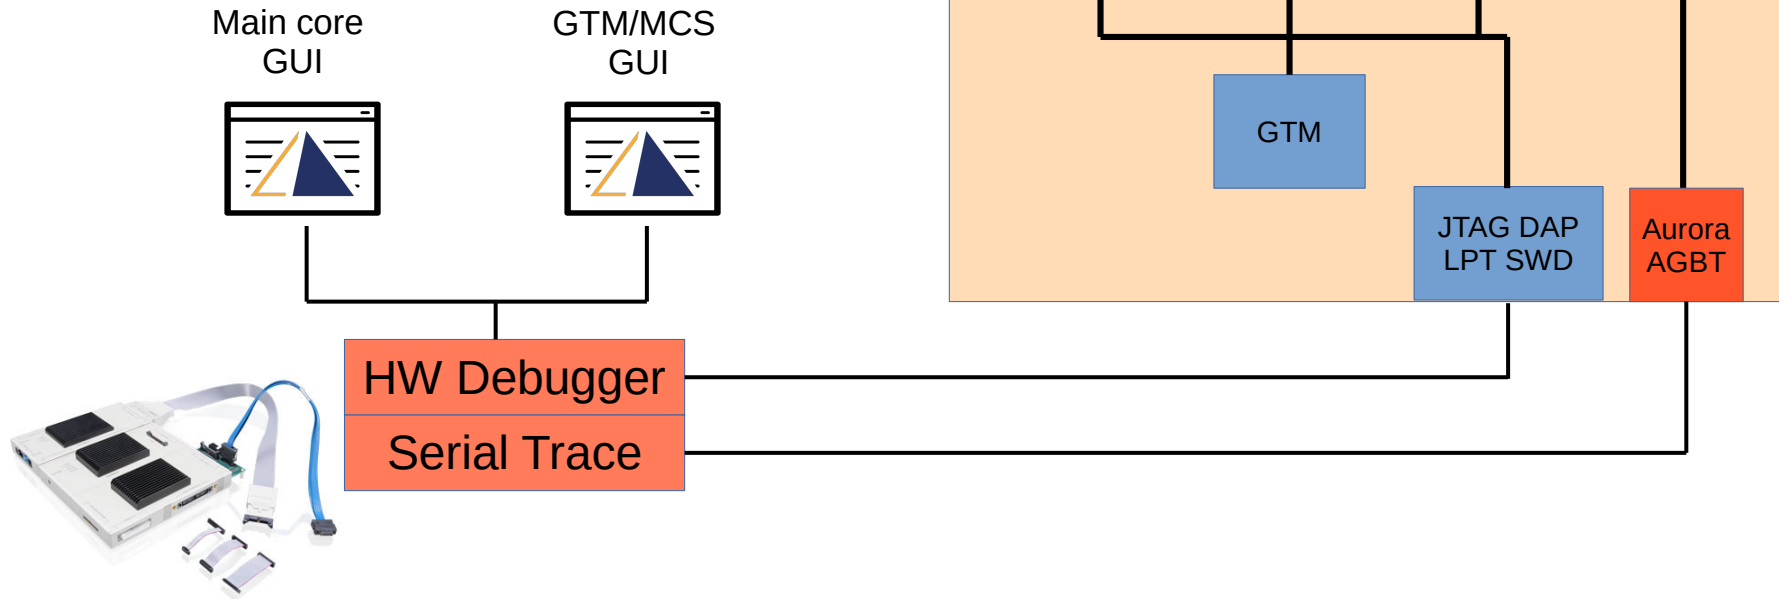 Main core
GUI
GTM/MCS
GUI
GTM
JTAG DAP
LPT SWD
Aurora
AGBT
HW Debugger
Serial Trace